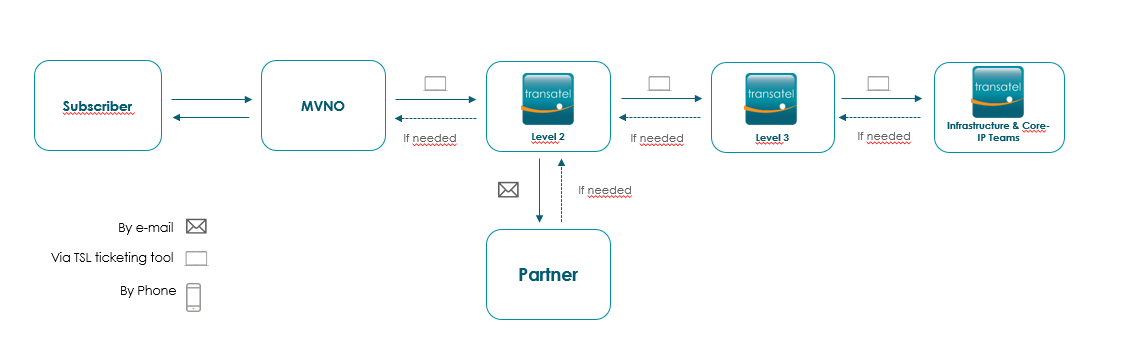 Subscriber
MVNO
If needed
transatel
Level 2
If needed
transatel
Level 3
If needed
transatel
Infrastructure & Core-
IP Teams
If needed
Partner
By e-mail
Via TSL ticketing tool
By Phone